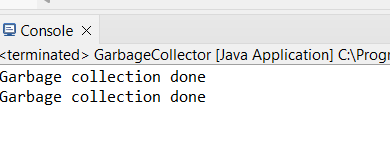 Console
<terminated> GarbageCollector [Java Application] C:\Progr
Garbage collection done
Garbage collection done